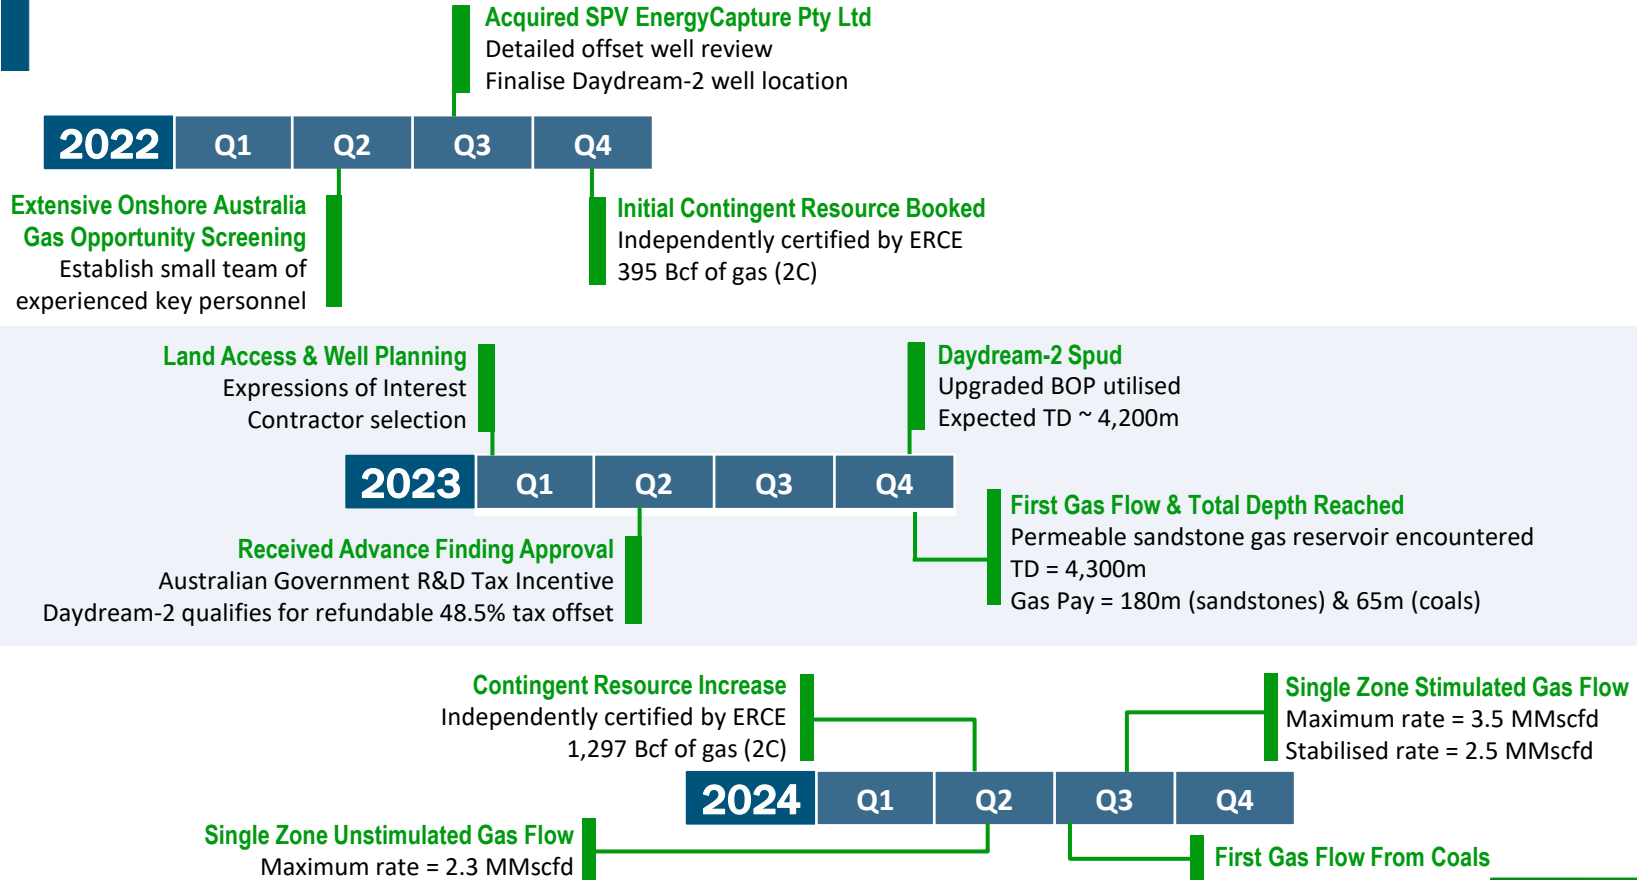 Acquired SPV EnergyCapture Pty Ltd
Detailed offset well review
Finalise Daydream-2 well location
2022 Q1 Q2 Q3 Q4
Extensive Onshore Australia
Gas Opportunity Screening
Establish small team of
experienced key personnel
Initial Contingent Resource Booked
Independently certified by ERCE
395 Bcf of gas (2C)
Land Access & Well Planning
Expressions of Interest
Contractor selection
Daydream-2 Spud
Upgraded BOP utilised
Expected TD ~ 4,200m
2023 Q1 Q2 Q3 Q4
Received Advance Finding Approval
Australian Government R&D Tax Incentive
Daydream-2 qualifies for refundable 48.5% tax offset
First Gas Flow & Total Depth Reached
Permeable sandstone gas reservoir encountered
TD = 4,300m
Gas Pay = 180m (sandstones) & 65m (coals)
Contingent Resource Increase
Independently certified by ERCE
1,297 Bcf of gas (2C)
Single Zone Stimulated Gas Flow
Maximum rate = 3.5 MMscfd
Stabilised rate = 2.5 MMscfd
2024 Q1 Q2 Q3 Q4
Single Zone Unstimulated Gas Flow
Maximum rate = 2.3 MMscfd
First Gas Flow From Coals